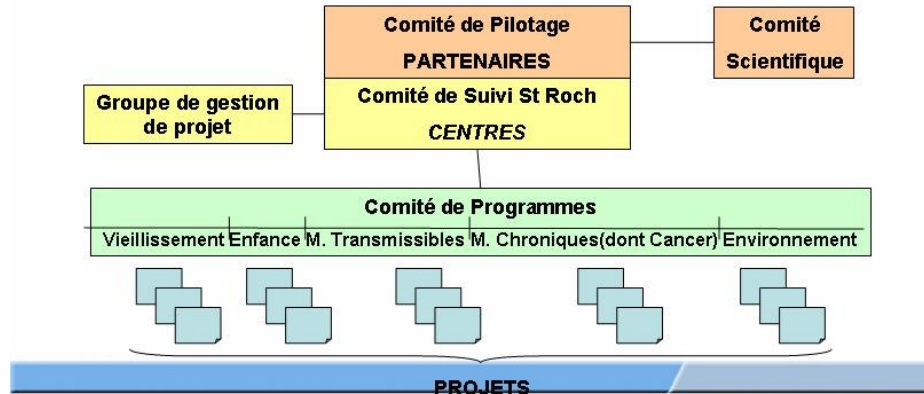 Comité de Pilotage
PARTENAIRES
Comité
Scientifique
Groupe de gestion
de projet
Comité de Suivi St Roch
CENTRES
Comité de Programmes
Vieillissement Enfance M. Transmissibles M. Chroniques(dont Cancer) Environnement
PROJETS